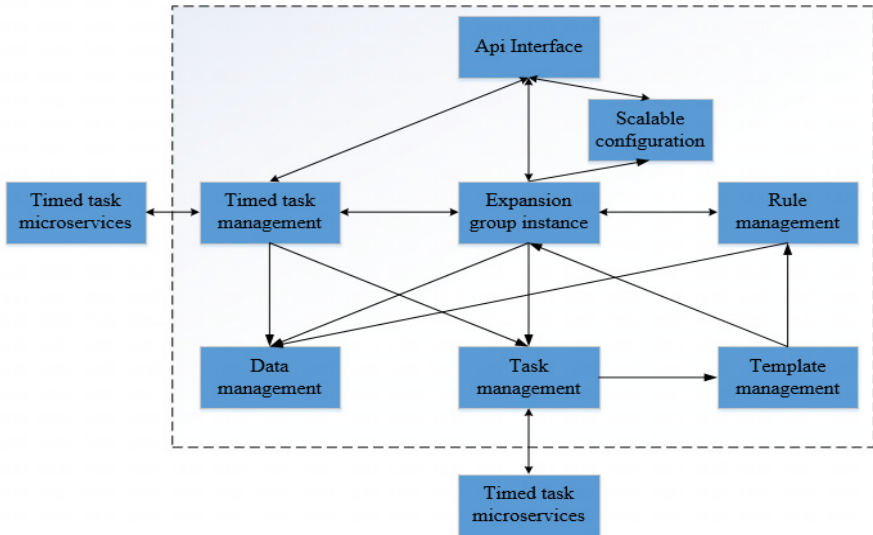 Api Interface
Scalable
configuration
Timed task
microservices
Timed task
management
Expansion
group instance
Rule
management
Data
management
Task
management
Template
management
Timed task
microservices